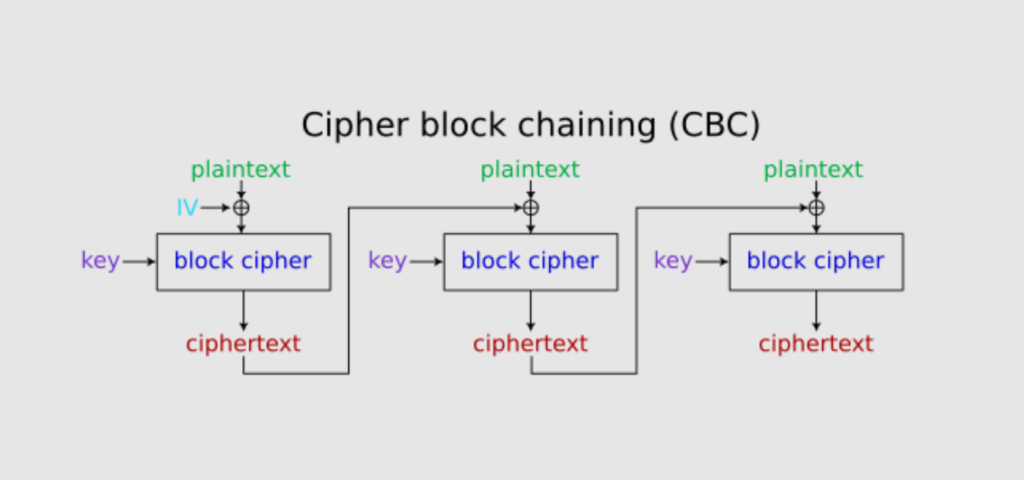 Cipher block chaining (CBC)
plaintext plaintext plaintext
IV
key block cipher key block cipher key block cipher
ciphertext ciphertext ciphertext